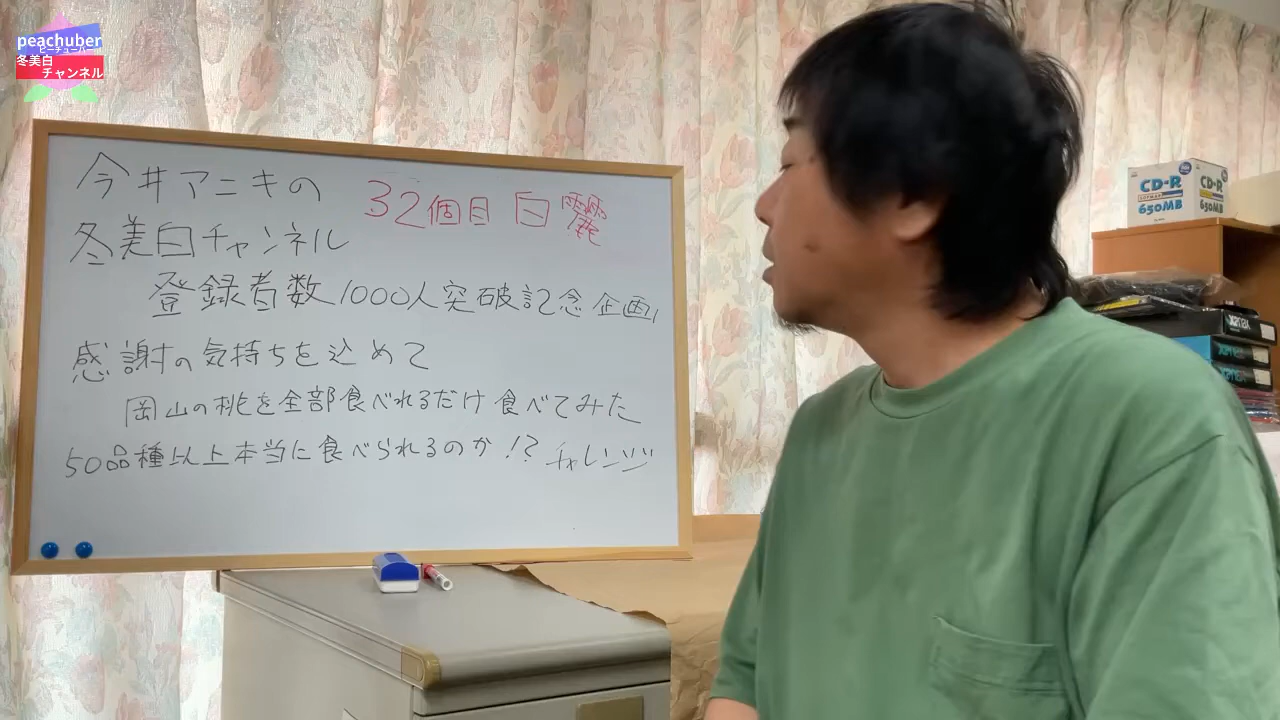 peachuber
ピーチューバー
冬美白
チャンネル
今井アニキの
32個目 白麗
冬美白チャンネル
登録者数1000人突破記念企画!
感謝の気持ちを込めて
岡山の桃を全部食べれるだけ食べてみた
50品種以上本当に食べられるのか!?チャレンジ
CD-R
650MB
CD-R
650MB